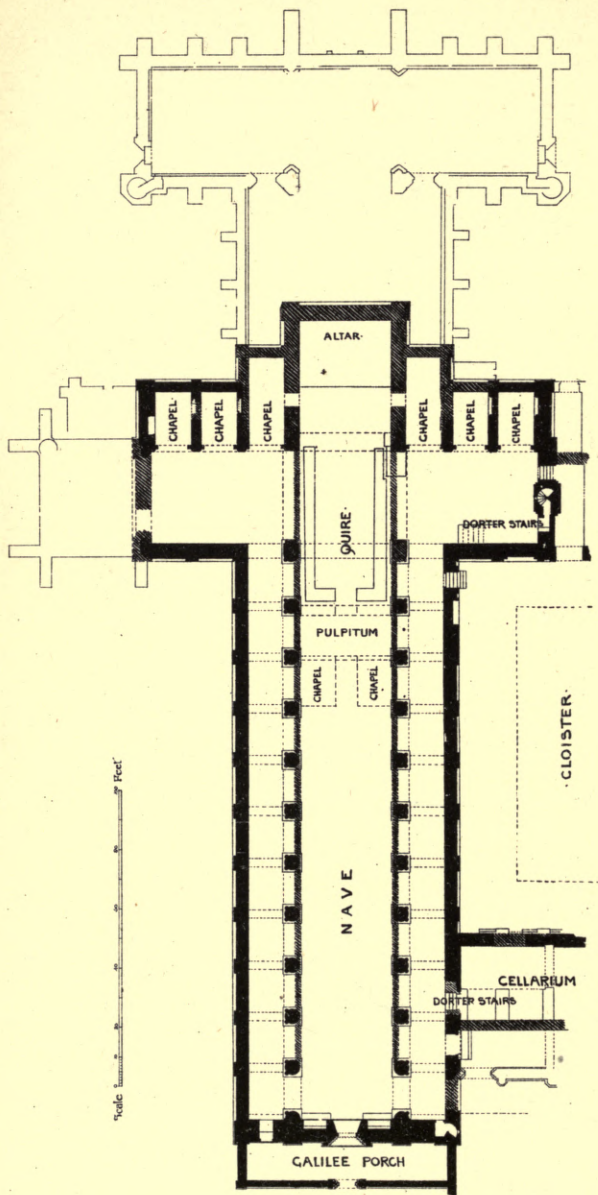 ALTAR·
CHAPEL
CHAPEL
CHAPEL
CHAPEL
CHAPEL
CHAPEL
QUIRE
DORTER STAIRS
PULPITUM
CHAPEL
CHAPEL
·CLOISTER·
NAVE
CELLARIUM
DORTER STAIRS
Feet
Scale
GALILEE PORCH